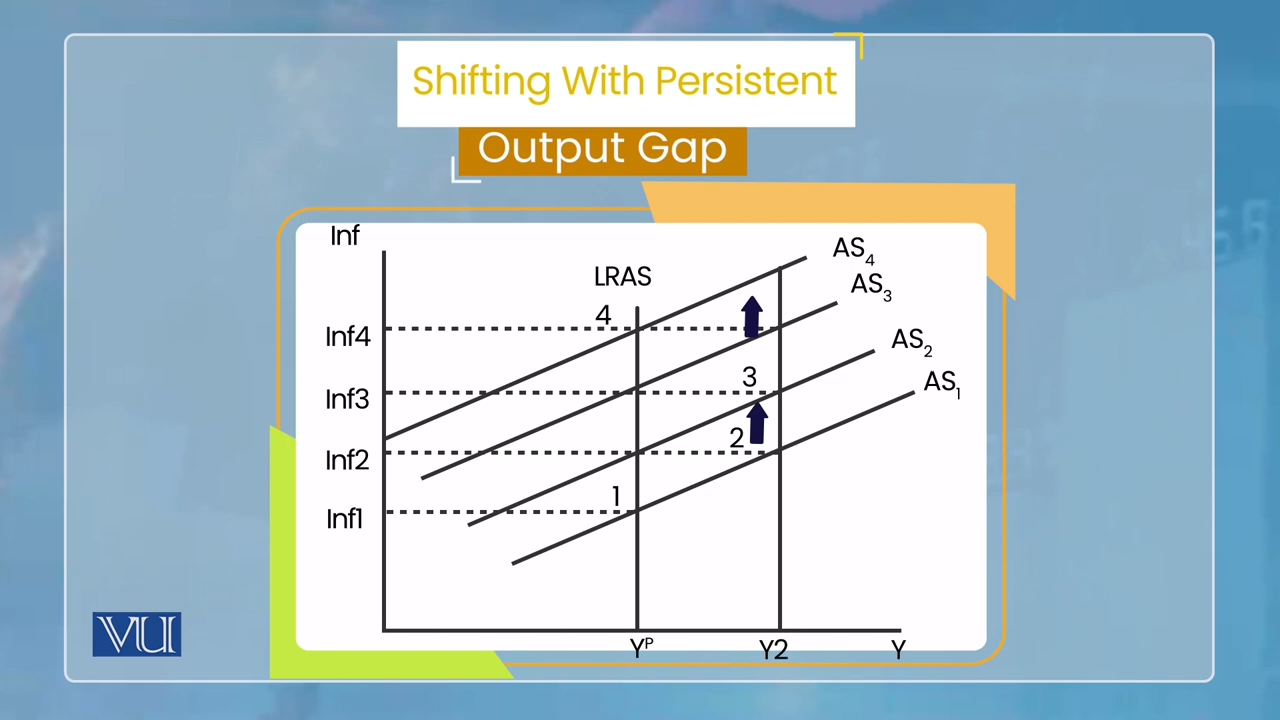 Shifting With Persistent
Output Gap
Inf
AS4
LRAS
AS3
4
Inf4
AS2
3
AS1
Inf3
2
Inf2
1
Inf1
Yᴾ
Y2
Y
VU